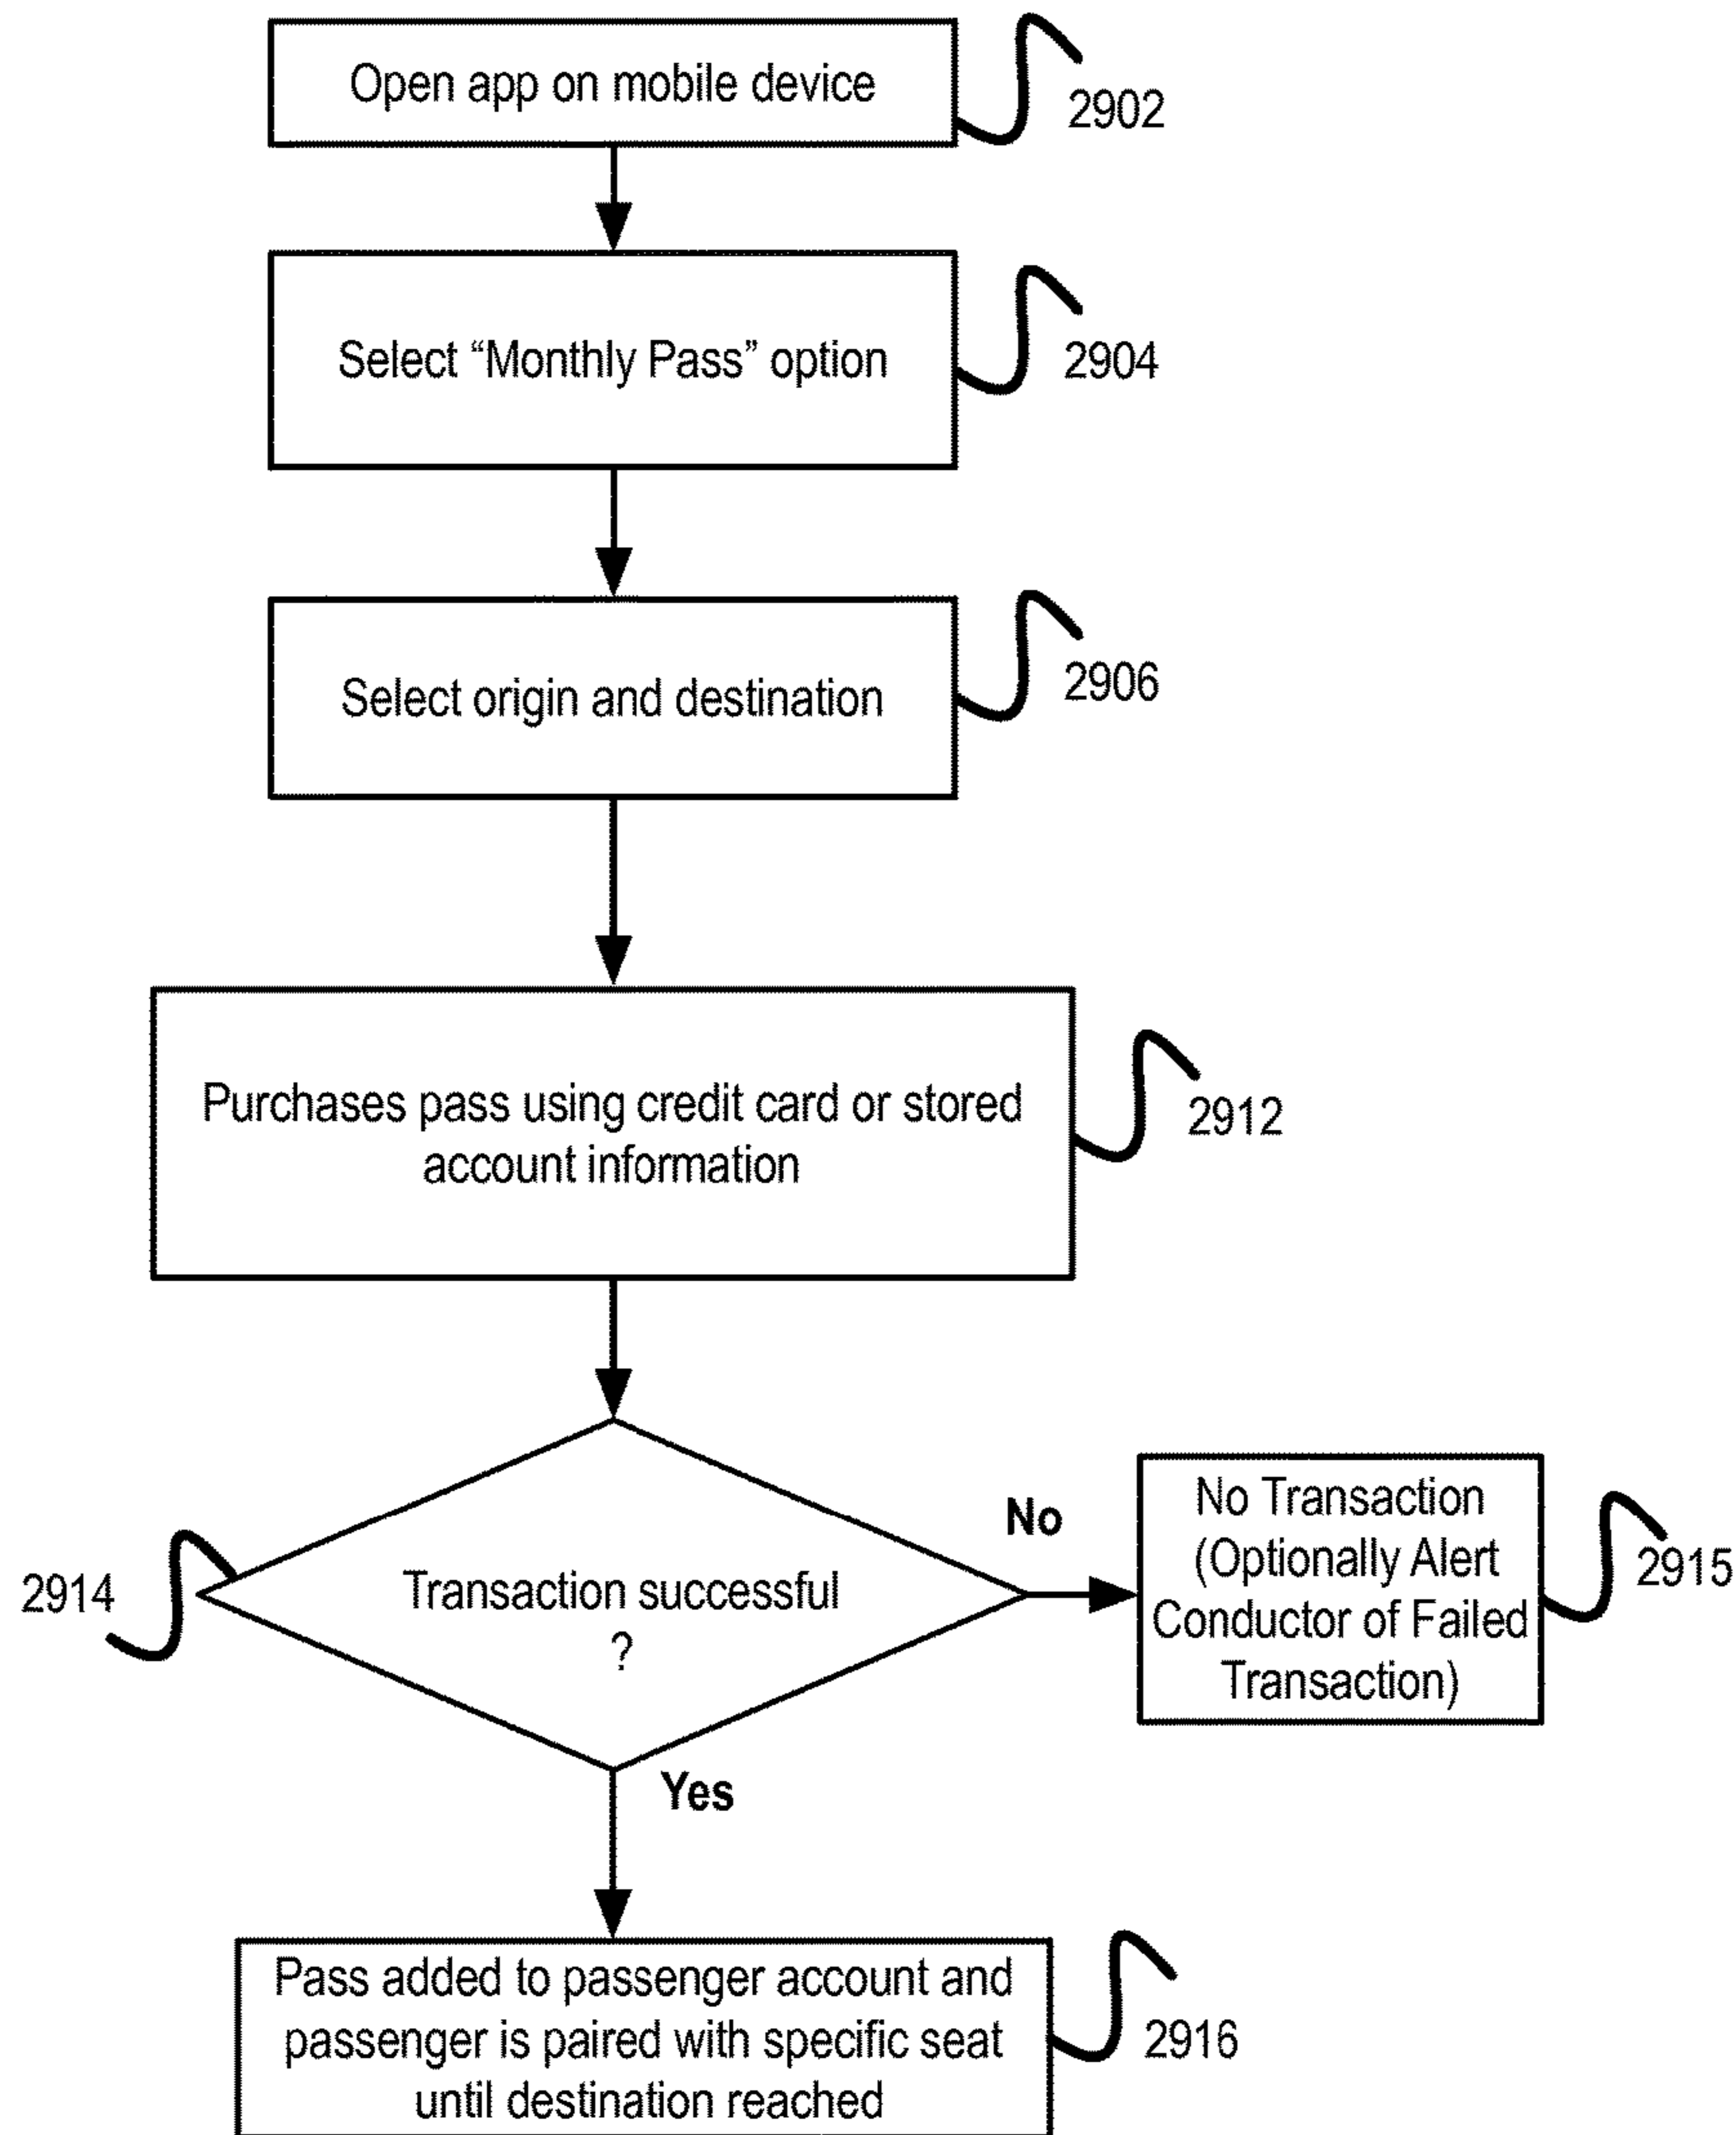 Open app on mobile device
2902
Select “Monthly Pass” option
2904
Select origin and destination
2906
Purchases pass using credit card or stored
account information
2912
Transaction successful
?
2914
No
No Transaction
(Optionally Alert
Conductor of Failed
Transaction)
2915
Yes
Pass added to passenger account and
passenger is paired with specific seat
until destination reached
2916